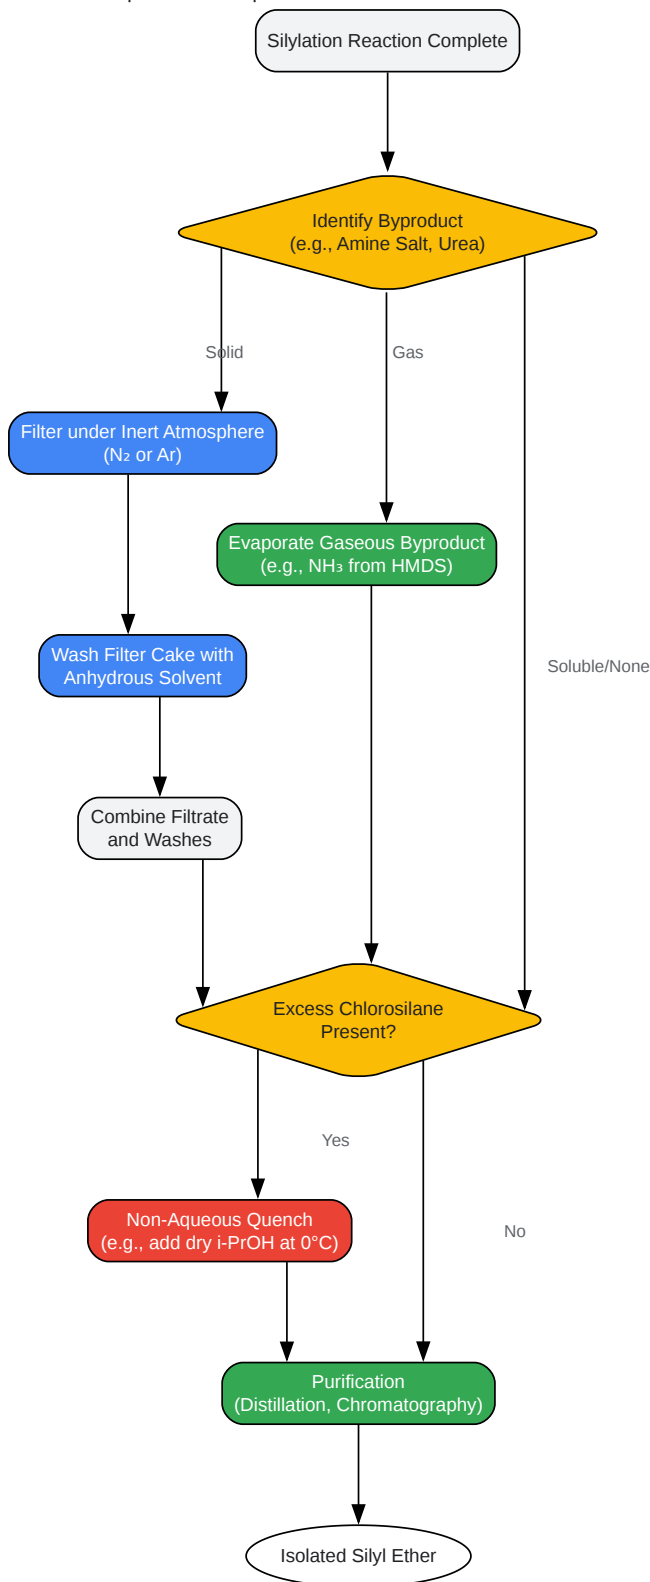 Silylation Reaction Complete
Identify Byproduct
(e.g., Amine Salt, Urea)
Solid
Gas
Filter under Inert Atmosphere
(N₂ or Ar)
Evaporate Gaseous Byproduct
(e.g., NH₃ from HMDS)
Wash Filter Cake with
Anhydrous Solvent
Soluble/None
Combine Filtrate
and Washes
Excess Chlorosilane
Present?
Yes
Non-Aqueous Quench
(e.g., add dry i-PrOH at 0°C)
No
Purification
(Distillation, Chromatography)
Isolated Silyl Ether